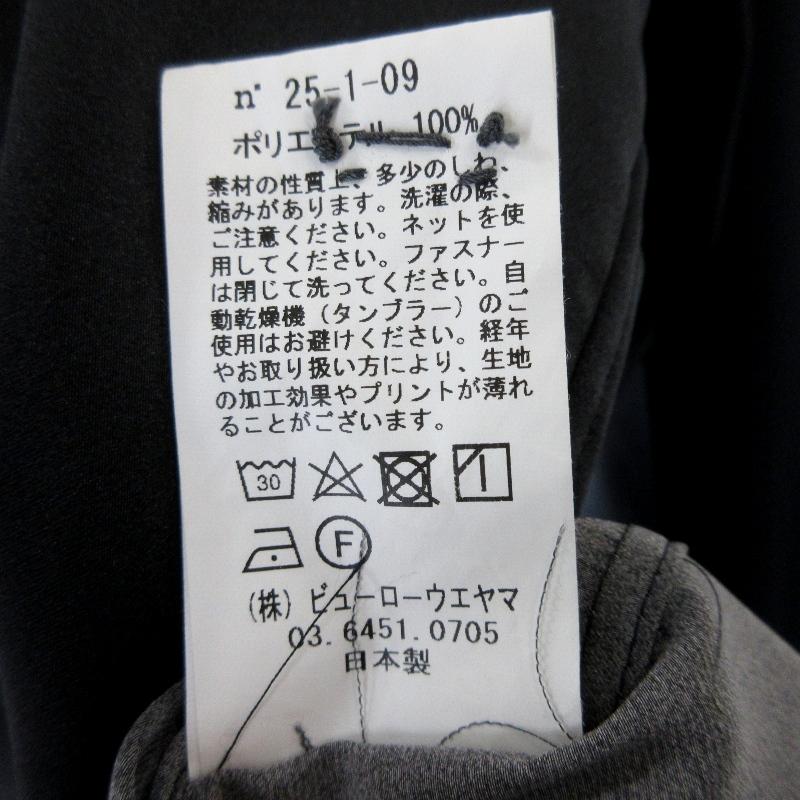 n° 25-1-09
ポリエステル 100%
素材の性質上、多少のしわ、
縮みがあります。洗濯の際、
ご注意ください。ネットを使
用してください。ファスナー
は閉じて洗ってください。自
動乾燥機（タンブラー）のご
使用はお避けください。経年
やお取り扱い方により、生地
の加工効果やプリントが薄れ
ることがございます。
30
F
(株) ビューローウエヤマ
03.6451.0705
日本製